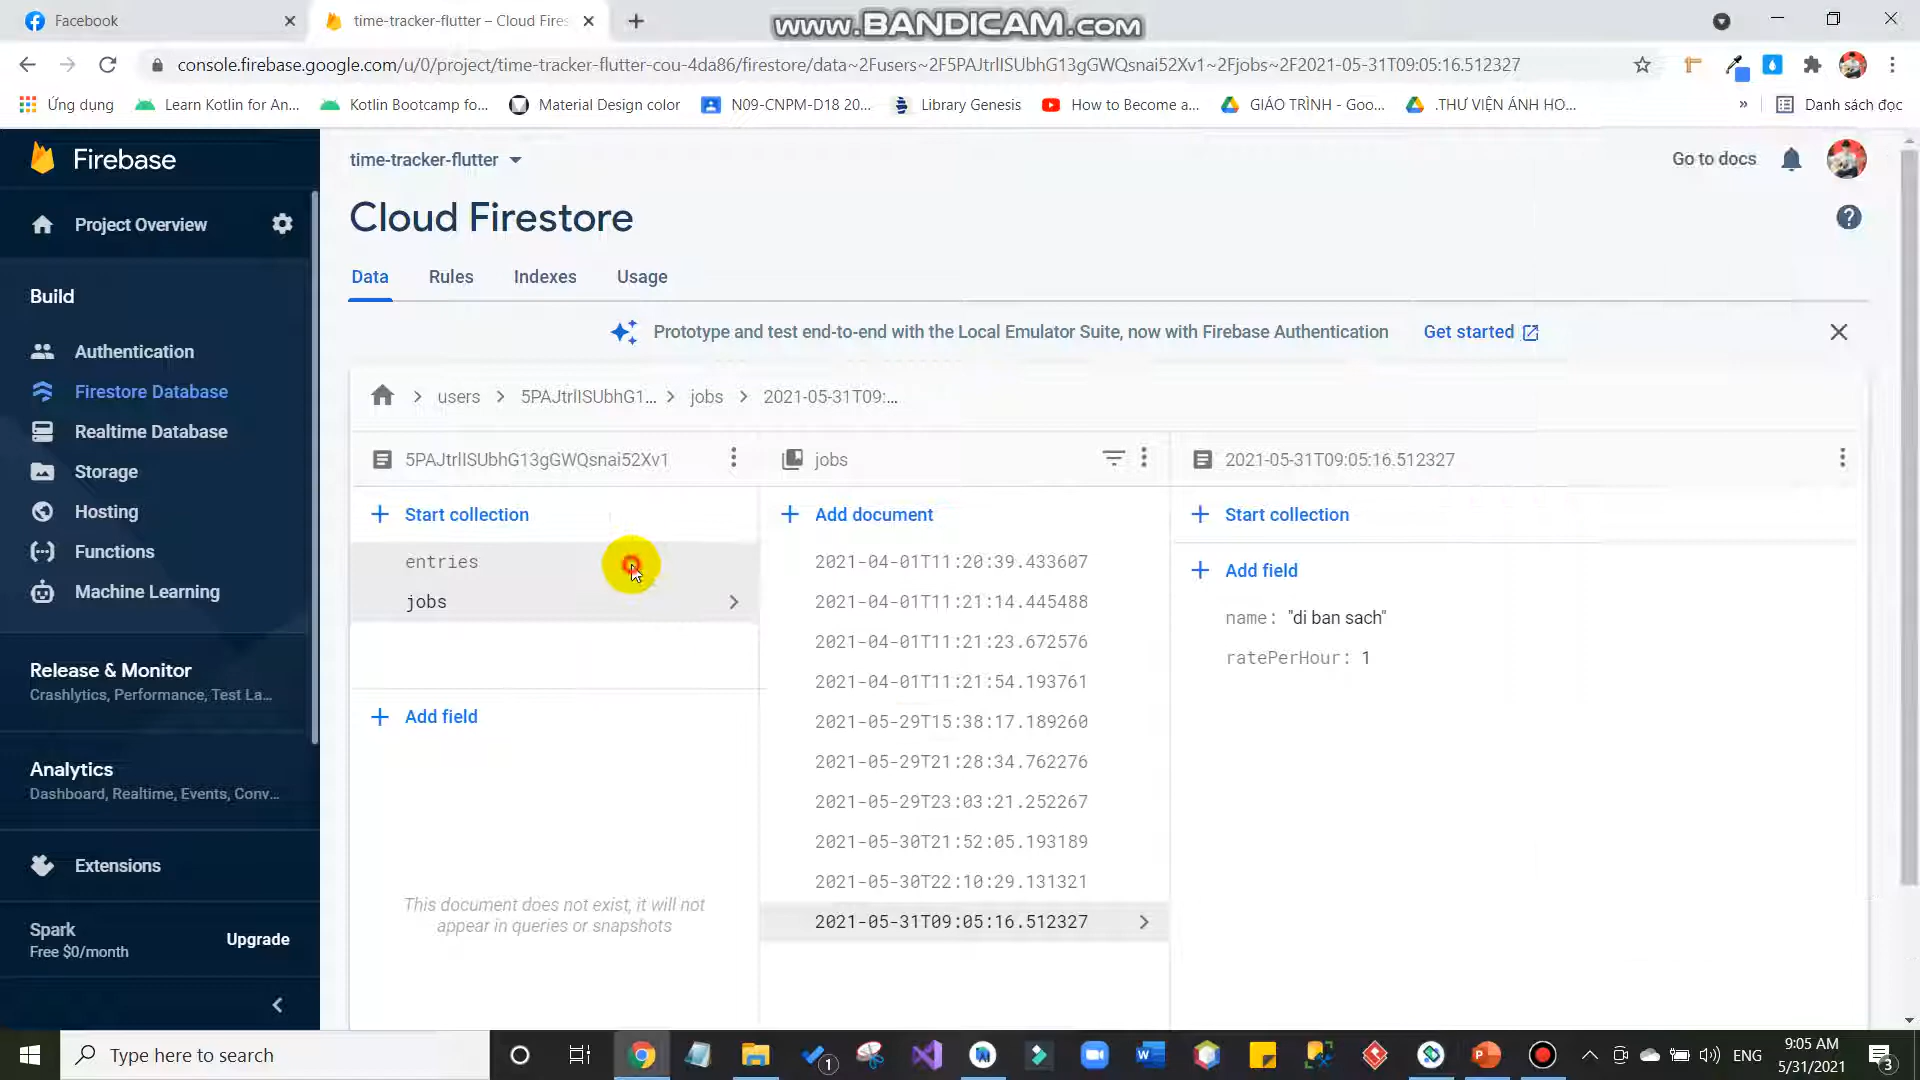 Facebook
time-tracker-flutter – Cloud Fires
www.BANDICAM.com
console.firebase.google.com/u/0/project/time-tracker-flutter-cou-4da86/firestore/data~2Fusers~2F5PAJtrlISUbhG13gGWQsnai52Xv1~2Fjobs~2F2021-05-31T09:05:16.512327
Ứng dụng
Learn Kotlin for An...
Kotlin Bootcamp fo...
Material Design color
N09-CNPM-D18 20...
Library Genesis
How to Become a...
GIÁO TRÌNH - Goo...
.THƯ VIỆN ÁNH HO...
»
Danh sách đọc
Firebase
time-tracker-flutter
Go to docs
Project Overview
Cloud Firestore
Data
Rules
Indexes
Usage
Build
Prototype and test end-to-end with the Local Emulator Suite, now with Firebase Authentication
Get started
Authentication
Firestore Database
Realtime Database
Storage
Hosting
Functions
Machine Learning
Release & Monitor
Crashlytics, Performance, Test La...
Analytics
Dashboard, Realtime, Events, Conv...
Extensions
Spark
Free $0/month
Upgrade
users
5PAJtrlISUbhG1...
jobs
2021-05-31T09:...
5PAJtrlISUbhG13gGWQsnai52Xv1
Start collection
entries
jobs
Add field
This document does not exist, it will not
appear in queries or snapshots
jobs
Add document
2021-04-01T11:20:39.433607
2021-04-01T11:21:14.445488
2021-04-01T11:21:23.672576
2021-04-01T11:21:54.193761
2021-05-29T15:38:17.189260
2021-05-29T21:28:34.762276
2021-05-29T23:03:21.252267
2021-05-30T21:52:05.193189
2021-05-30T22:10:29.131321
2021-05-31T09:05:16.512327
2021-05-31T09:05:16.512327
Start collection
Add field
name: "di ban sach"
ratePerHour: 1
Type here to search
1
ENG
9:05 AM
5/31/2021
3